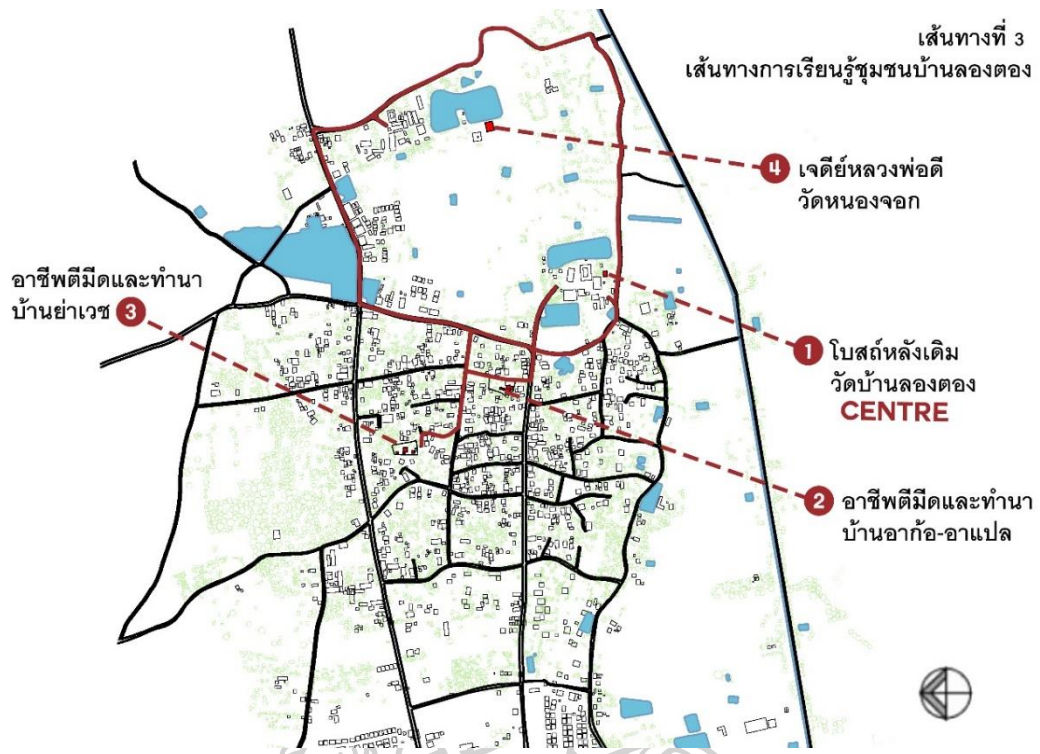 เส้นทางที่ 3
เส้นทางการเรียนรู้ชุมชนบ้านลองตอง
4 เจดีย์หลวงพ่อดี
วัดหนองจอก
อาชีพตีมีดและทำนา
บ้านย่าเวช 3
1 โบสถ์หลังเดิม
วัดบ้านลองตอง
CENTRE
2 อาชีพตีมีดและทำนา
บ้านอาก้อ-อาแปล